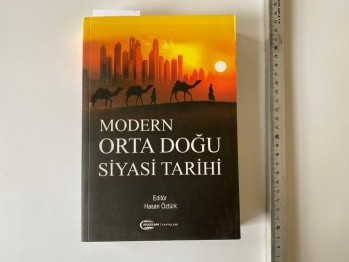 MODERN
ORTA DOĞU
SİYASİ TARİHİ
Editör
Hasan Öztürk